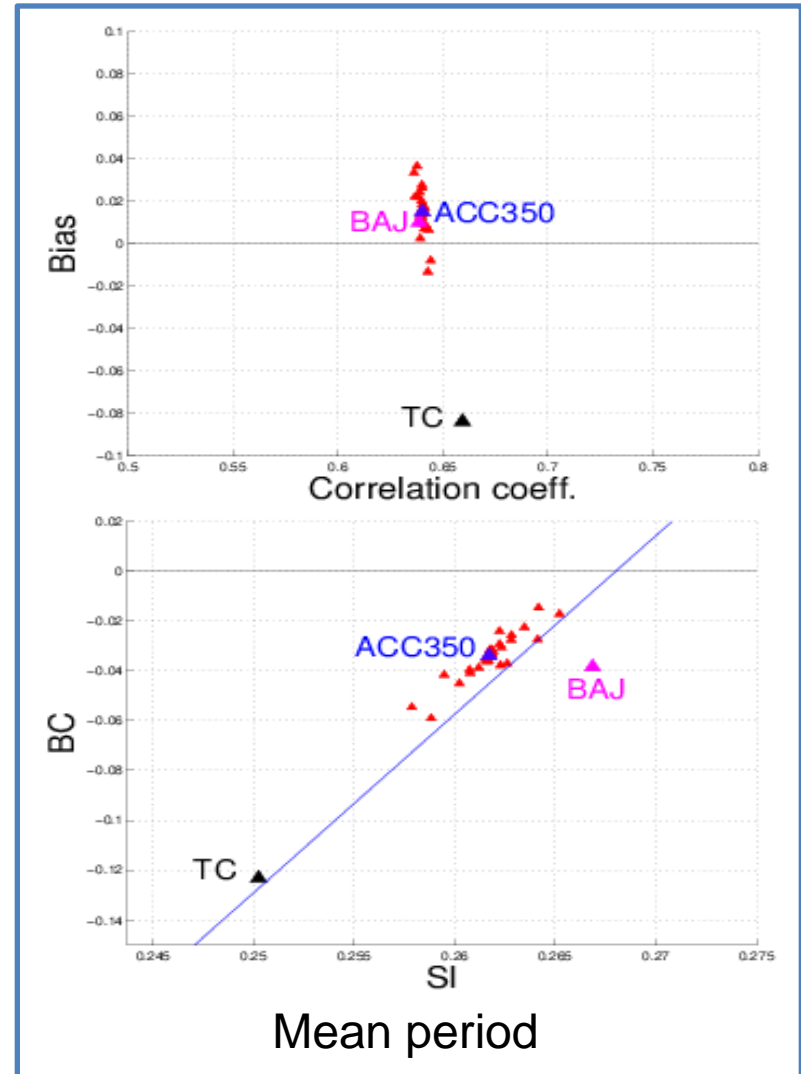 0.1
0.08
0.06
0.04
0.02
0
−0.02
−0.04
−0.06
−0.08
−0.1
Bias
BAJ
ACC350
TC
0.5 0.55 0.6 0.65 0.7 0.75 0.8
Correlation coeff.
0.02
0
−0.02
−0.04
−0.06
−0.08
−0.1
−0.12
−0.14
BC
ACC350
BAJ
TC
0.245 0.25 0.255 0.26 0.265 0.27 0.275
SI
Mean period